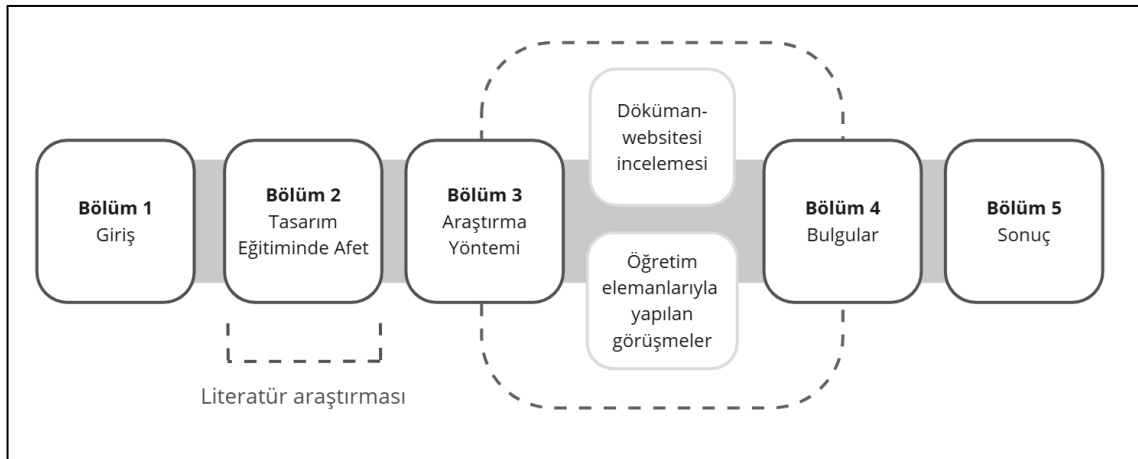 Bölüm 1
Giriş
Bölüm 2
Tasarım
Eğitiminde Afet
Literatür araştırması
Bölüm 3
Araştırma
Yöntemi
Döküman-
websitesi
incelemesi
Öğretim
elemanlarıyla
yapılan
görüşmeler
Bölüm 4
Bulgular
Bölüm 5
Sonuç